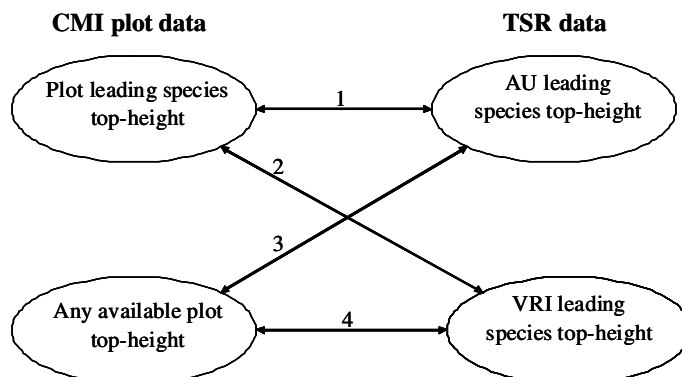 CMI plot data
TSR data
Plot leading species
top-height
AU leading
species top-height
1
2
3
Any available plot
top-height
VRI leading
species top-height
4